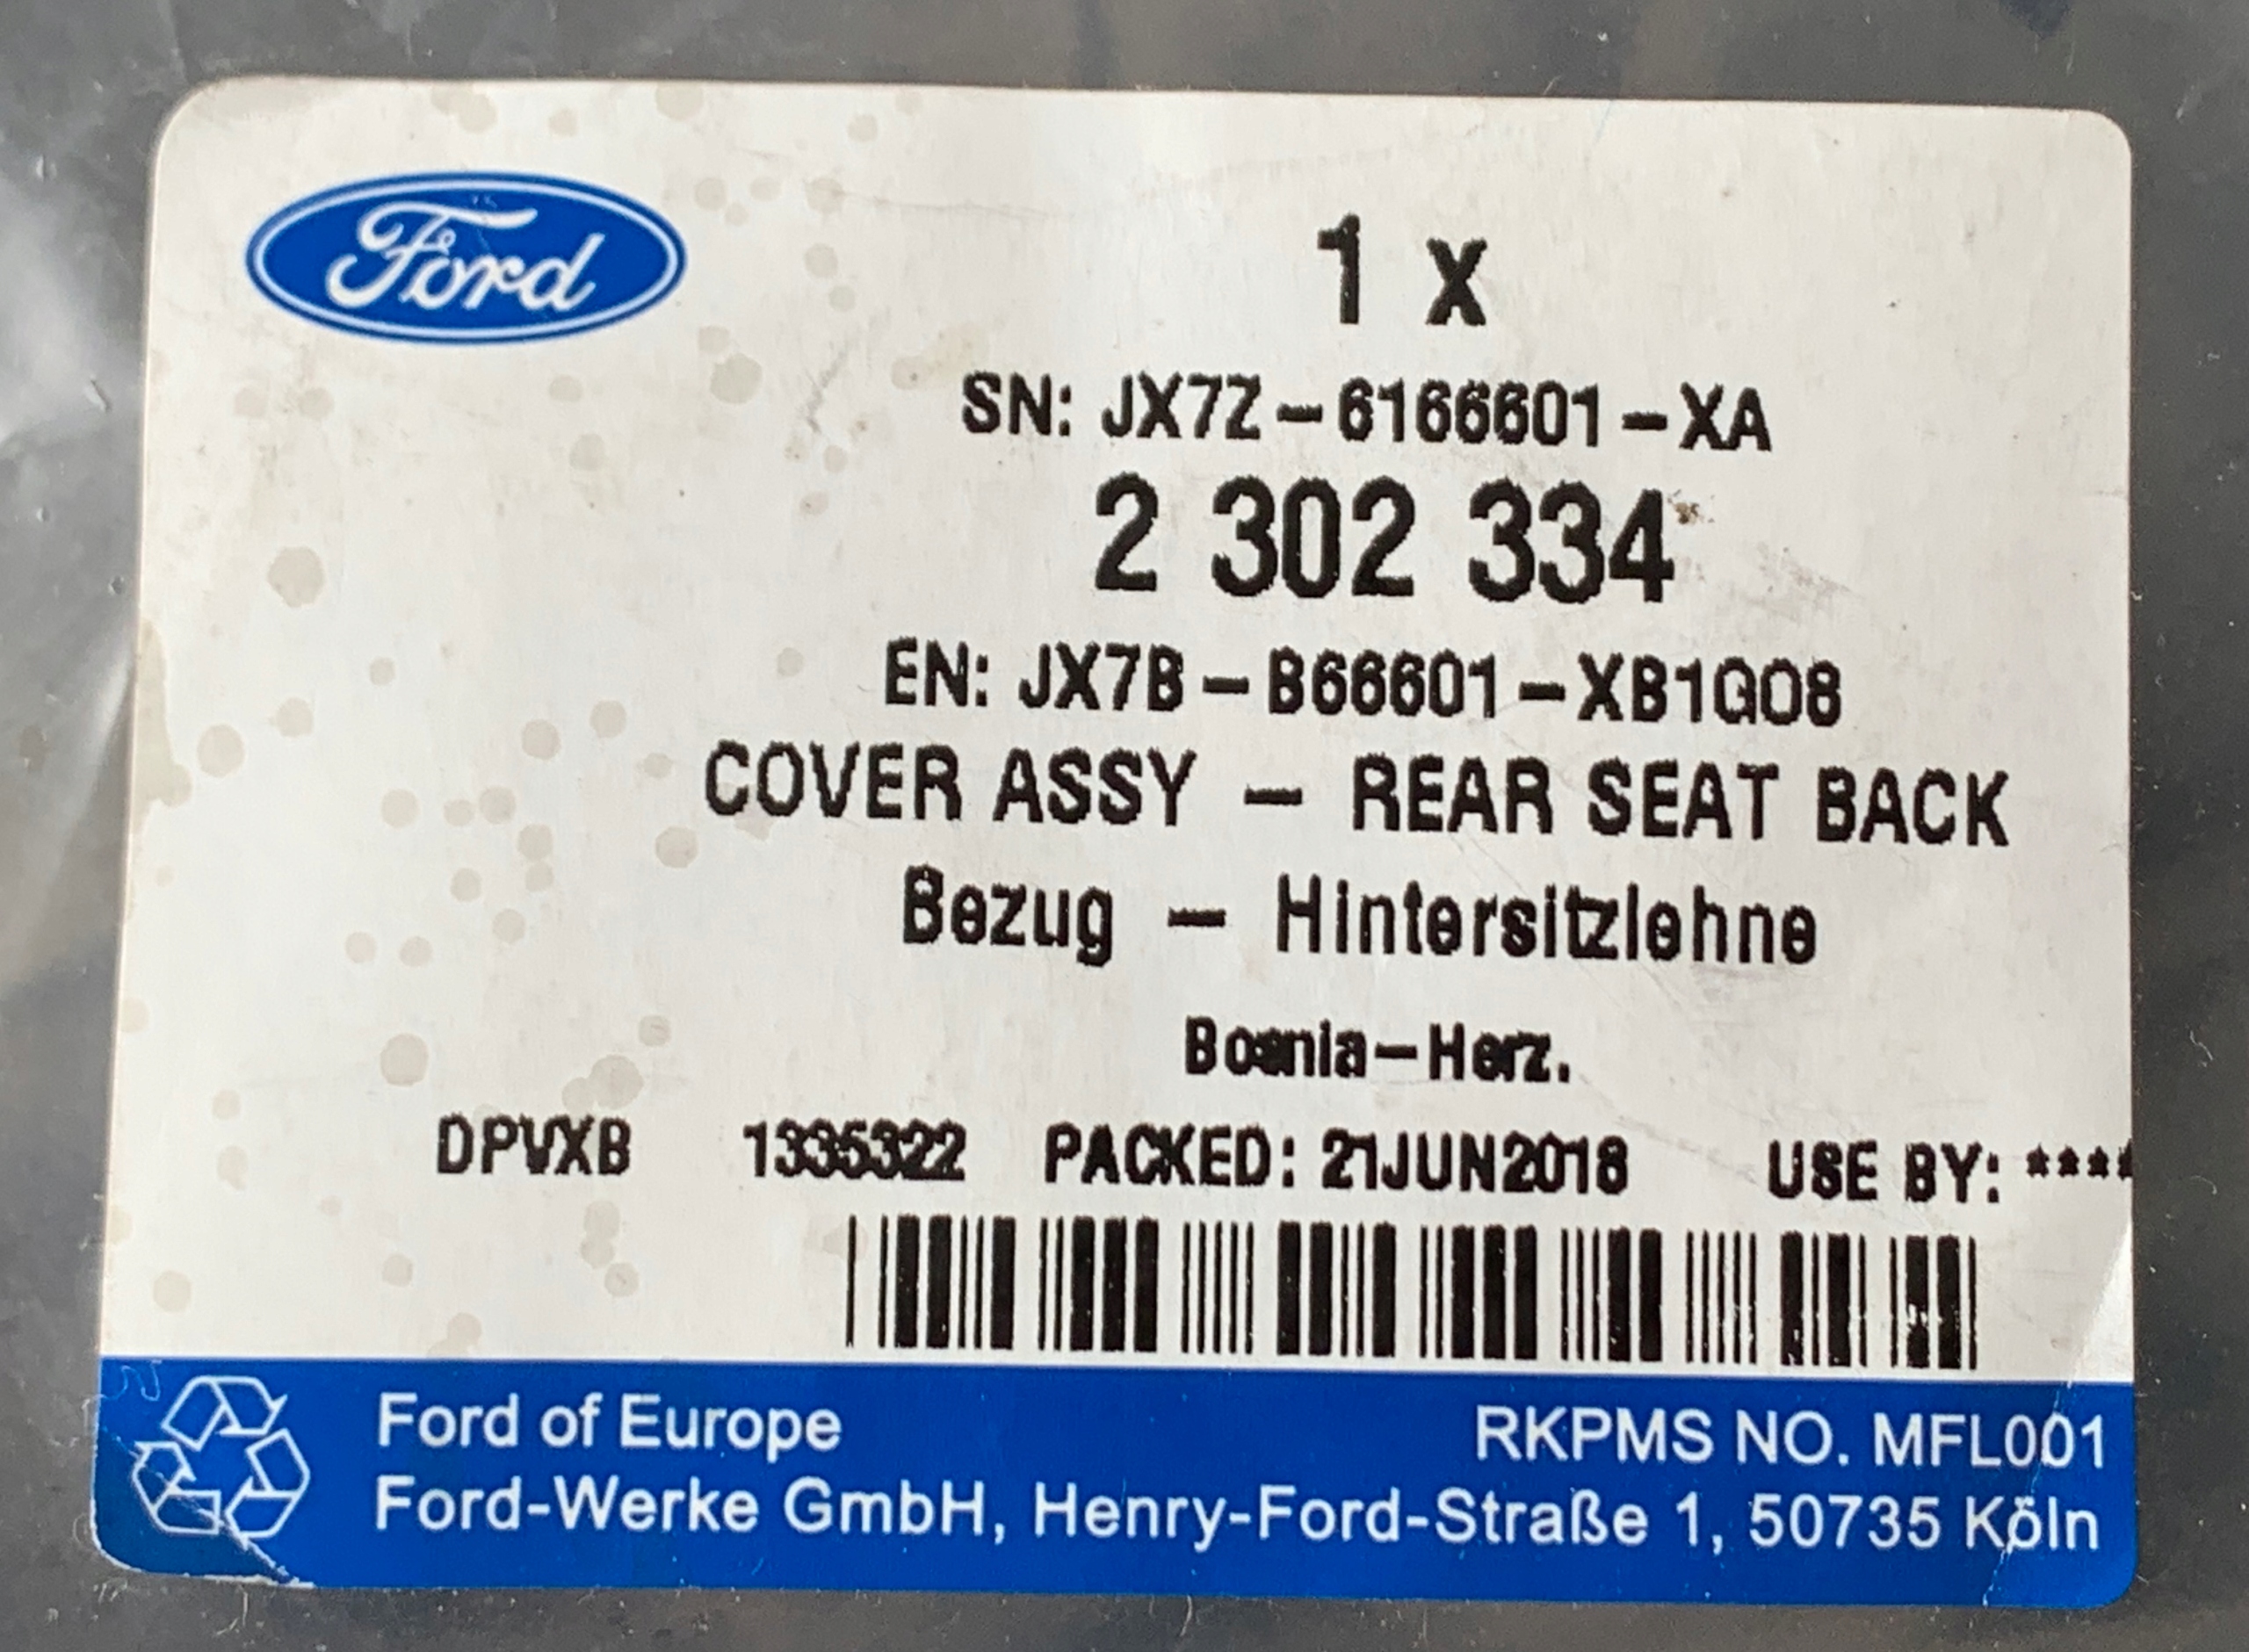 Ford
1 x
SN: JX7Z-6166601-XA
2 302 334
EN: JX7B-B66601-XB1GO8
COVER ASSY - REAR SEAT BACK
Bezug - Hintersitzlehne
Bosnia-Herz.
DPVXB 1335322 PACKED: 21JUN2018 USE BY: ****
Ford of Europe RKPMS NO. MFL001
Ford-Werke GmbH, Henry-Ford-Straße 1, 50735 Köln